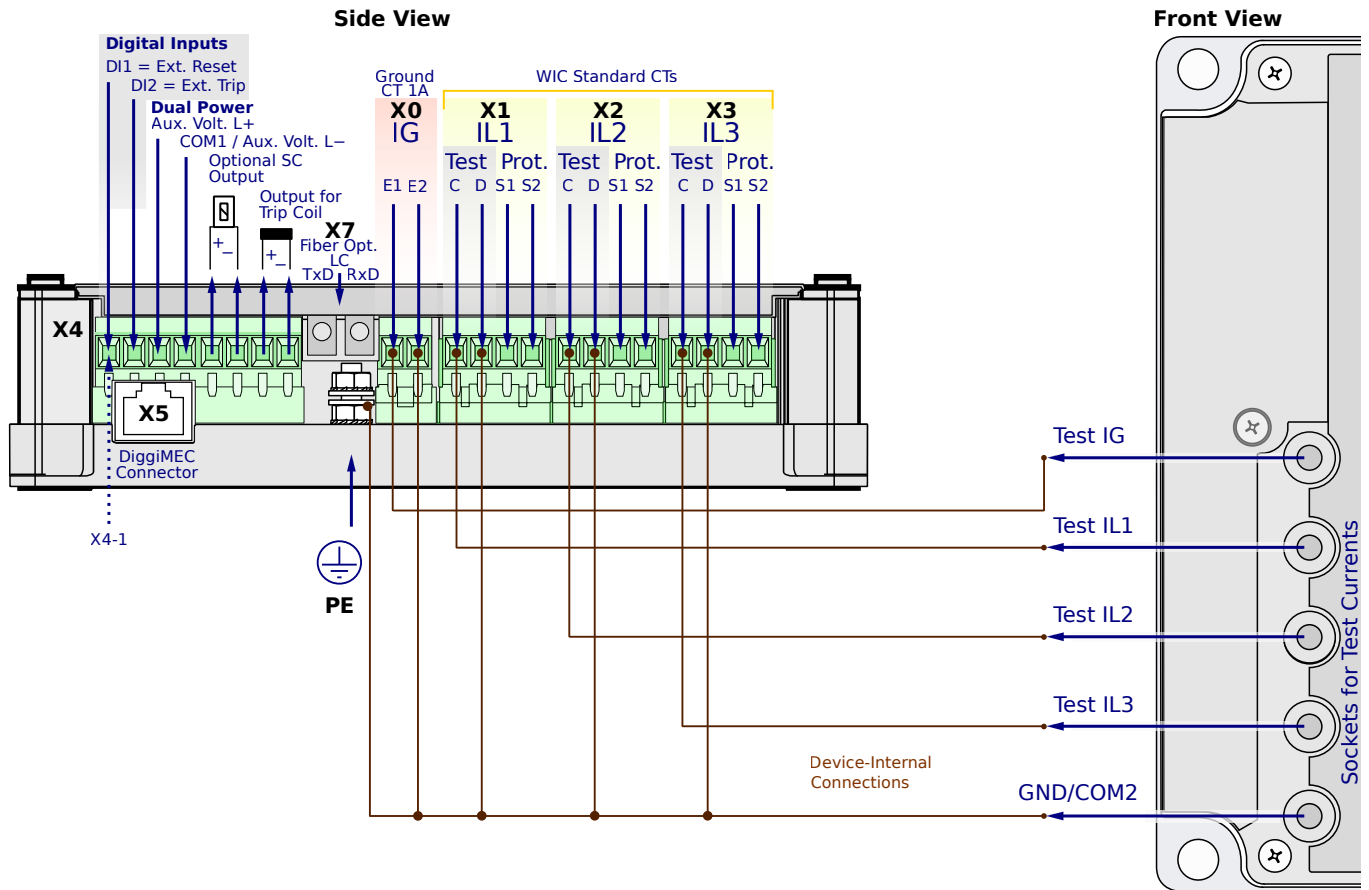 Side View
Front View
Digital Inputs
DI1 = Ext. Reset
DI2 = Ext. Trip
Dual Power
Aux. Volt. L+
COM1 / Aux. Volt. L−
Optional SC
Output
+
−
Output for
Trip Coil
+
−
X7
Fiber Opt.
LC
TxD RxD
Ground
CT 1A
X0
IG
E1 E2
WIC Standard CTs
X1
IL1
Test Prot.
C D S1 S2
X2
IL2
Test Prot.
C D S1 S2
X3
IL3
Test Prot.
C D S1 S2
X4
X5
DiggiMEC
Connector
X4-1
PE
Test IG
Test IL1
Test IL2
Test IL3
GND/COM2
Device-Internal
Connections
Sockets for Test Currents